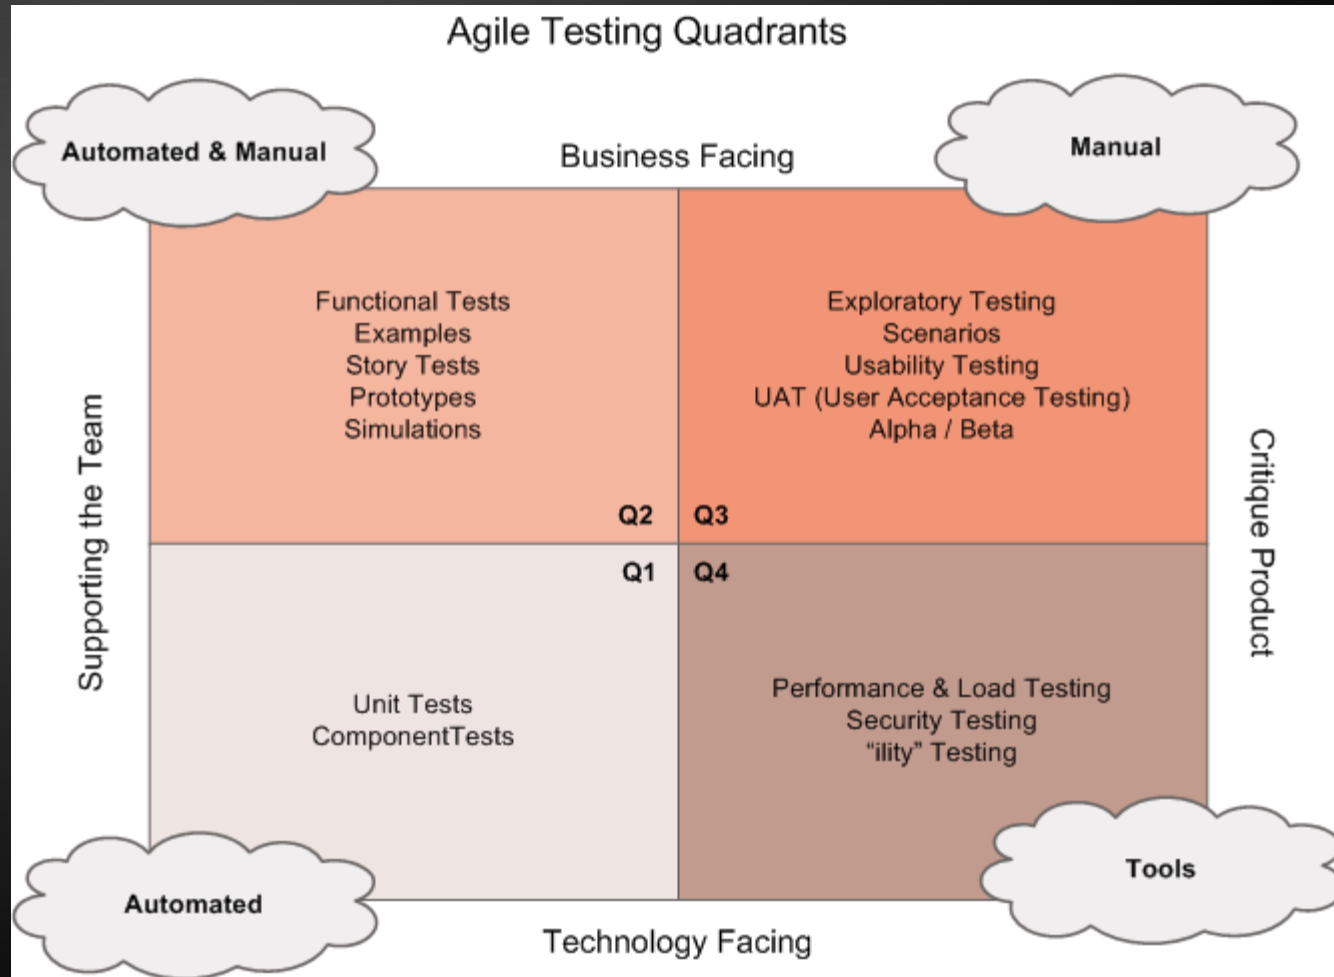 Agile Testing Quadrants
Automated & Manual
Business Facing
Manual
Functional Tests
Examples
Story Tests
Prototypes
Simulations
Q2
Exploratory Testing
Scenarios
Usability Testing
UAT (User Acceptance Testing)
Alpha / Beta
Q3
Supporting the Team
Critique Product
Q1
Unit Tests
ComponentTests
Q4
Performance & Load Testing
Security Testing
“ility” Testing
Automated
Technology Facing
Tools